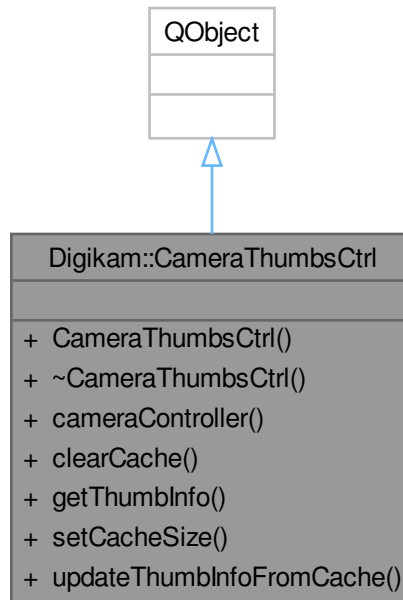 QObject
Digikam::CameraThumbsCtrl
+ CameraThumbsCtrl()
+ ~CameraThumbsCtrl()
+ cameraController()
+ clearCache()
+ getThumbInfo()
+ setCacheSize()
+ updateThumbInfoFromCache()